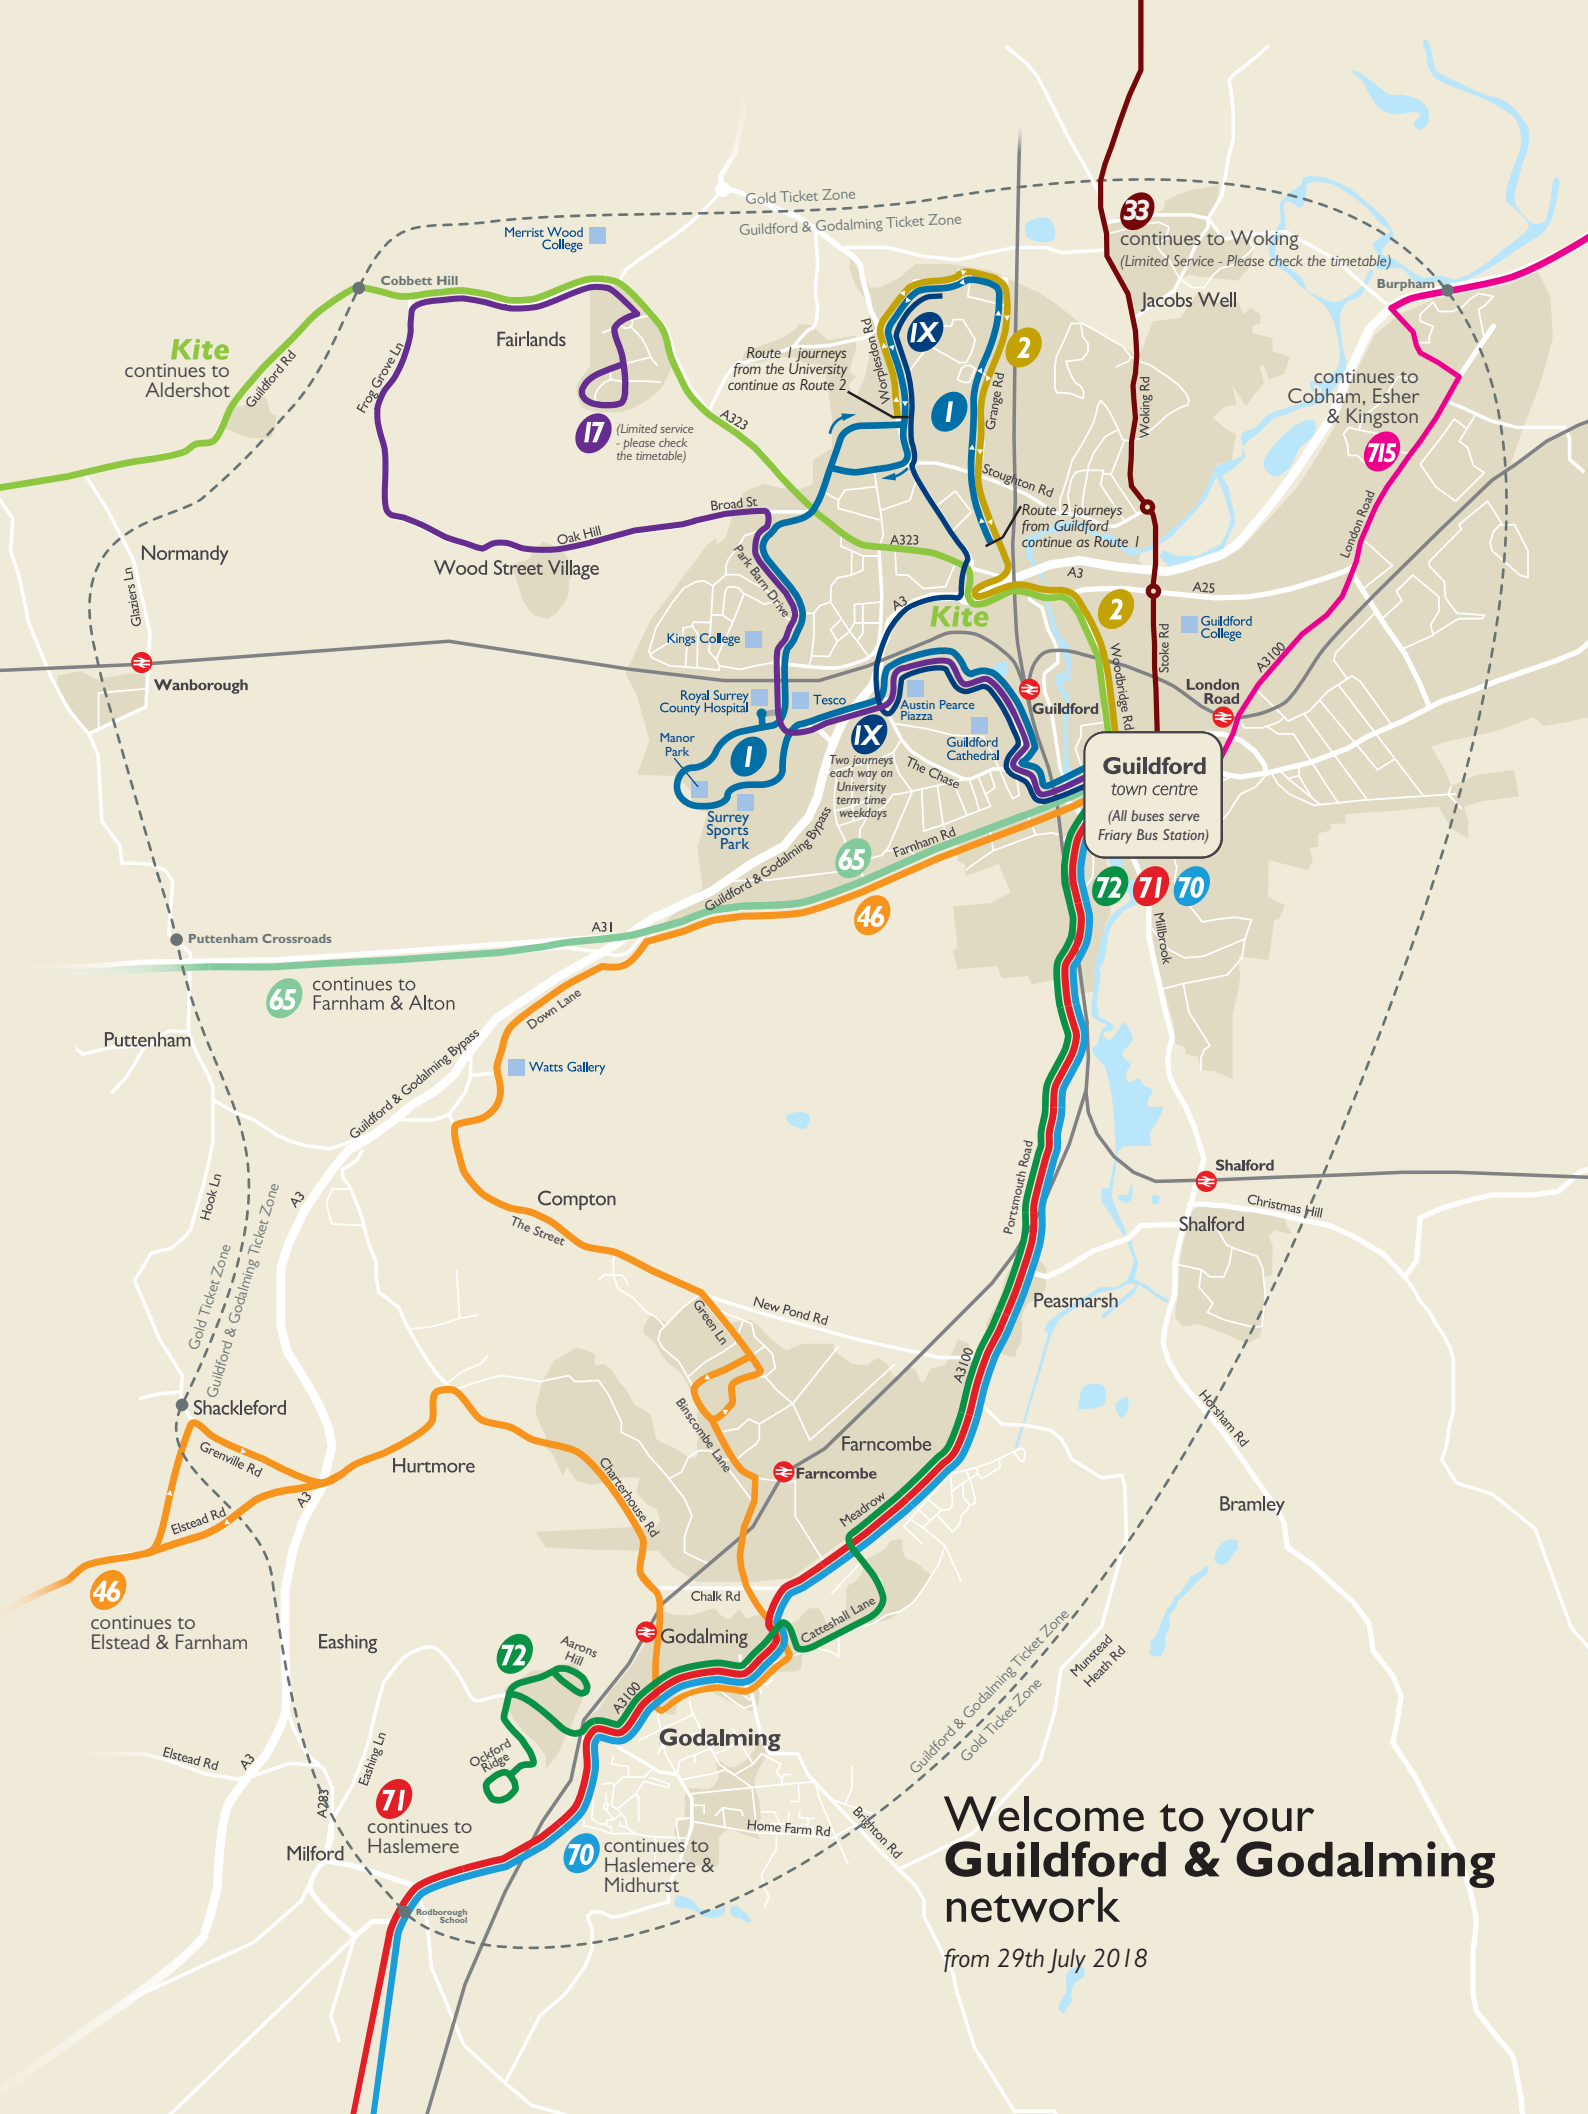 Gold Ticket Zone
Guildford & Godalming Ticket Zone
Merrist Wood
College
33
continues to Woking
(Limited Service - Please check the timetable)
Jacobs Well
Burpham
Cobbett Hill
Kite
continues to
Aldershot
Guildford Rd
Frog Grove Ln
Fairlands
17
(Limited service
- please check
the timetable)
A323
Route 1 journeys
from the University
continue as Route 2
Worplesdon Rd
1X
2
1
Grange Rd
Stoughton Rd
Route 2 journeys
from Guildford
continue as Route 1
Woking Rd
continues to
Cobham, Esher
& Kingston
715
London Road
Normandy
Glaziers Ln
Wanborough
Broad St
Oak Hill
Wood Street Village
Park Barn Drive
A323
A3
Kite
A3
A25
2
Guildford
College
Stoke Rd
Woodbridge Rd
A3100
London
Road
Kings College
Royal Surrey
County Hospital
Tesco
Manor
Park
1
Surrey
Sports
Park
1X
Two journeys
each way on
University
term time
weekdays
Austin Pearce
Piazza
Guildford
Cathedral
Guildford
The Chase
Guildford
town centre
(All buses serve
Friary Bus Station)
72
71
70
Millbrook
65
Farnham Rd
46
Guildford & Godalming Bypass
A31
Puttenham Crossroads
65
continues to
Farnham & Alton
Puttenham
Down Lane
Watts Gallery
Guildford & Godalming Bypass
Hook Ln
A3
Gold Ticket Zone
Guildford & Godalming Ticket Zone
Compton
The Street
Portsmouth Road
Shalford
Christmas Hill
Shalford
Peasmarsh
New Pond Rd
Green Ln
A3100
Binscombe Lane
Horsham Rd
Shackleford
Grenville Rd
Elstead Rd
A3
Hurtmore
Charterhouse Rd
Farncombe
Farncombe
Meadrow
Bramley
46
continues to
Elstead & Farnham
Eashing
Chalk Rd
Godalming
Catteshall Lane
72
Aarons
Hill
A3100
Ockford
Ridge
Godalming
Guildford & Godalming Ticket Zone
Gold Ticket Zone
Munstead
Heath Rd
Elstead Rd
A3
Eashing Ln
A283
71
continues to
Haslemere
Milford
70
continues to
Haslemere &
Midhurst
Home Farm Rd
Brighton Rd
Rodborough
School
Welcome to your
Guildford & Godalming
network
from 29th July 2018